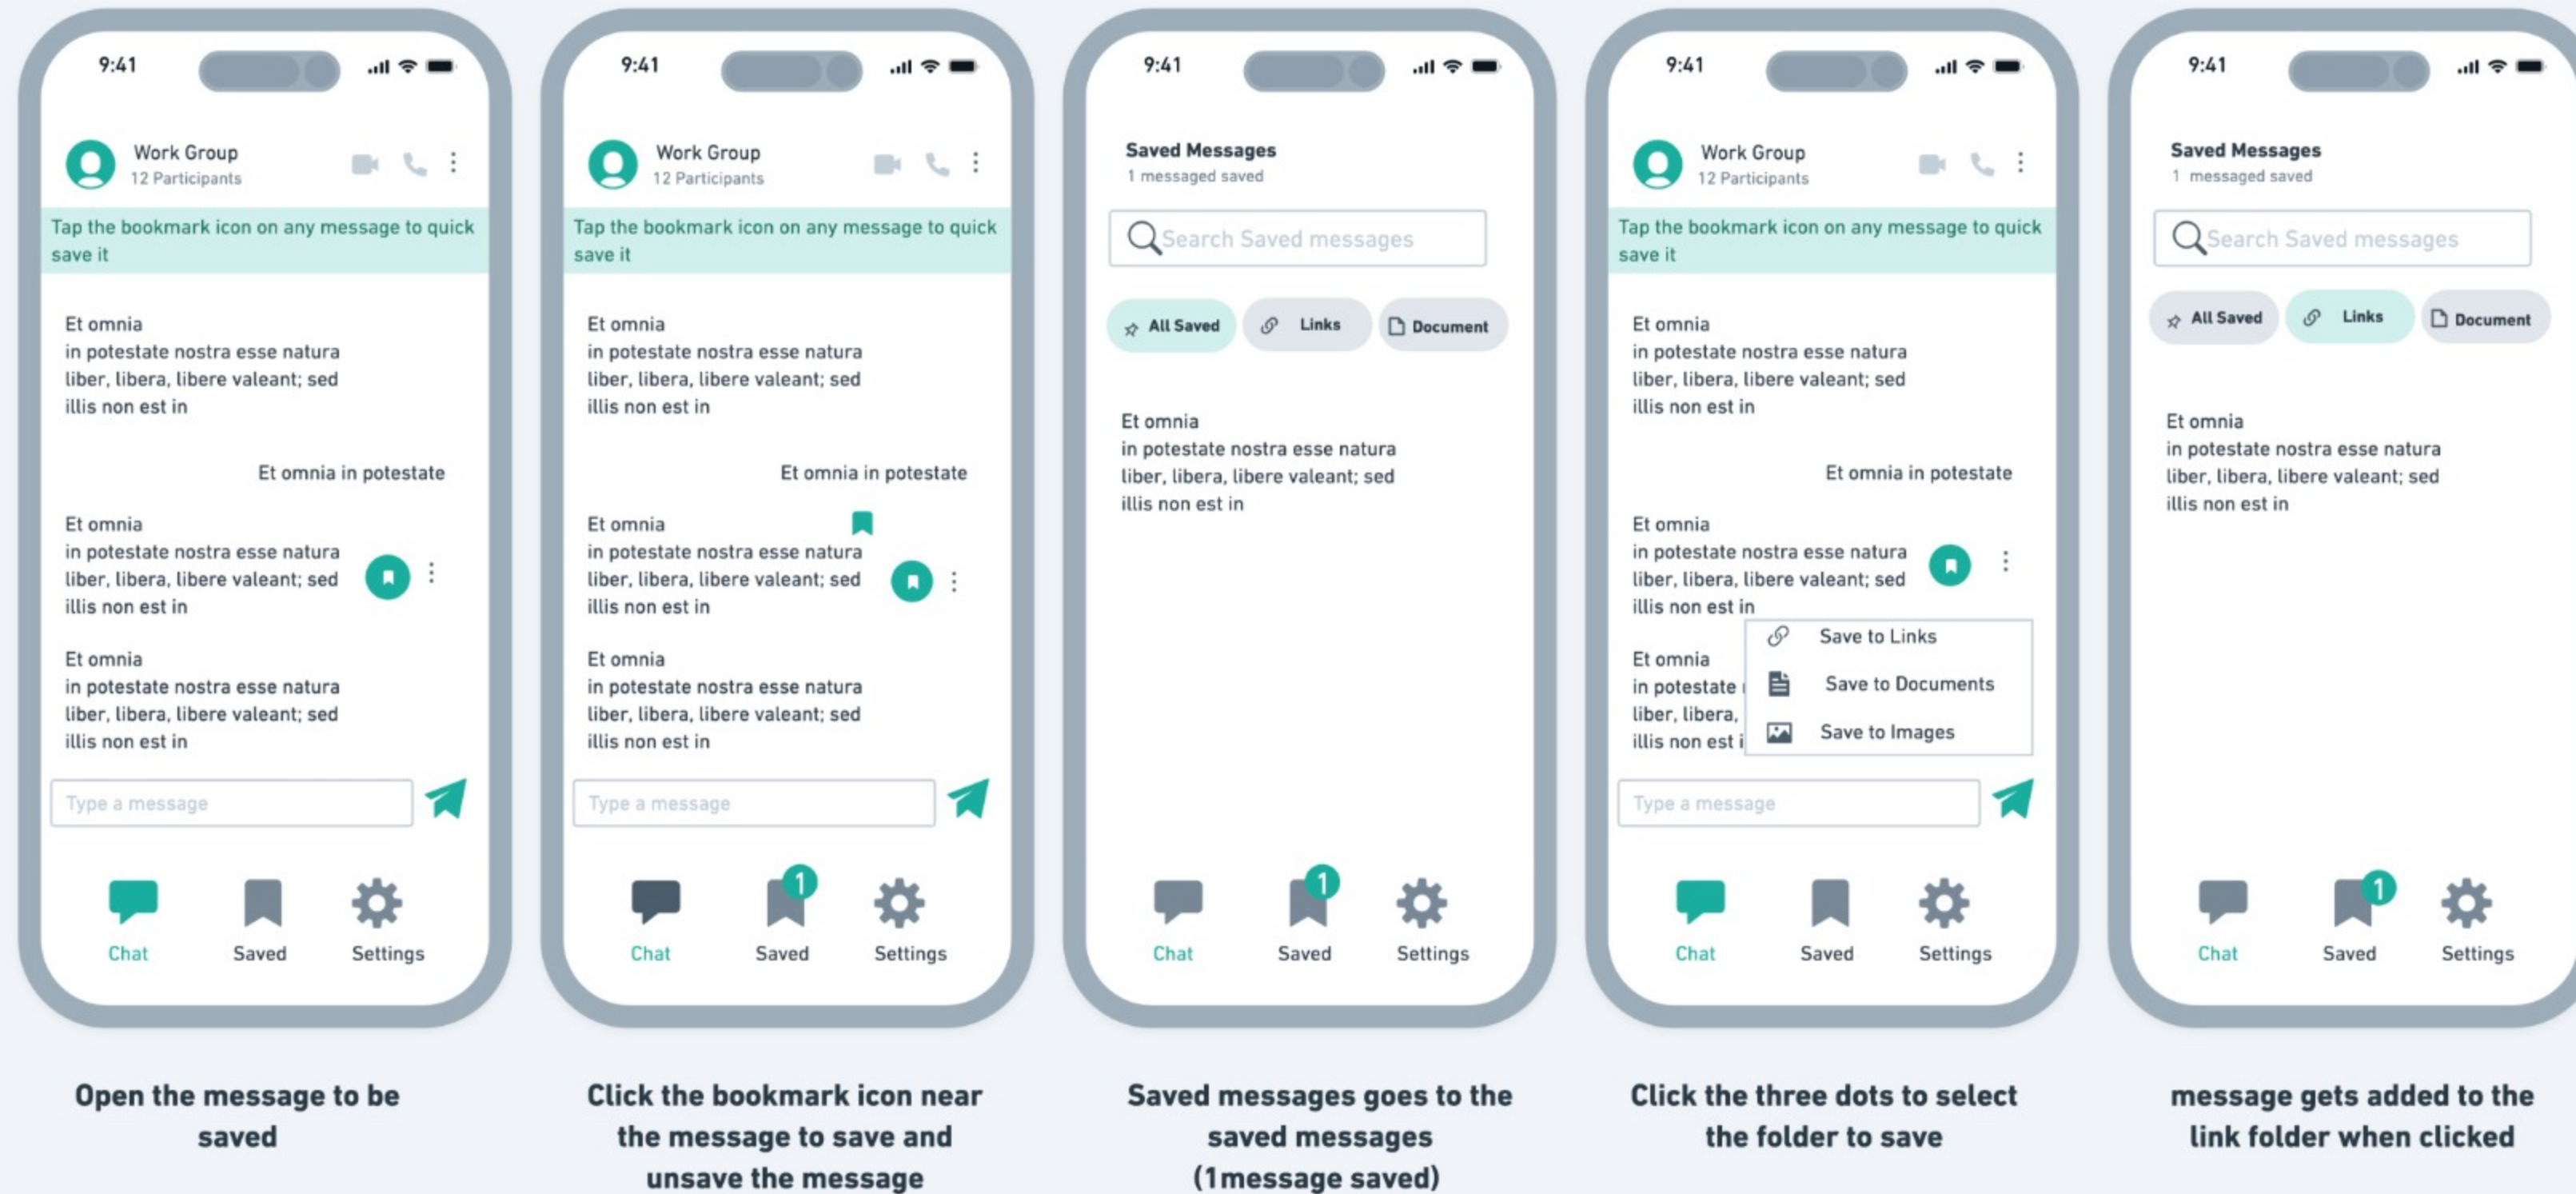 9:41
Work Group
12 Participants
Tap the bookmark icon on any message to quick
save it
Et omnia
in potestate nostra esse natura
liber, libera, libere valeant; sed
illis non est in
Et omnia in potestate
Et omnia
in potestate nostra esse natura
liber, libera, libere valeant; sed
illis non est in
Et omnia
in potestate nostra esse natura
liber, libera, libere valeant; sed
illis non est in
Type a message
Chat
Saved
Settings
Open the message to be
saved
9:41
Work Group
12 Participants
Tap the bookmark icon on any message to quick
save it
Et omnia
in potestate nostra esse natura
liber, libera, libere valeant; sed
illis non est in
Et omnia in potestate
Et omnia
in potestate nostra esse natura
liber, libera, libere valeant; sed
illis non est in
Et omnia
in potestate nostra esse natura
liber, libera, libere valeant; sed
illis non est in
Type a message
1
Chat
Saved
Settings
Click the bookmark icon near
the message to save and
unsave the message
9:41
Saved Messages
1 messaged saved
Search Saved messages
All Saved
Links
Document
Et omnia
in potestate nostra esse natura
liber, libera, libere valeant; sed
illis non est in
1
Chat
Saved
Settings
Saved messages goes to the
saved messages
(1message saved)
9:41
Work Group
12 Participants
Tap the bookmark icon on any message to quick
save it
Et omnia
in potestate nostra esse natura
liber, libera, libere valeant; sed
illis non est in
Et omnia in potestate
Et omnia
in potestate nostra esse natura
liber, libera, libere valeant; sed
illis non est in
Et omnia
in potestate
liber, libera,
illis non est i
Save to Links
Save to Documents
Save to Images
Type a message
Chat
Saved
Settings
Click the three dots to select
the folder to save
9:41
Saved Messages
1 messaged saved
Search Saved messages
All Saved
Links
Document
Et omnia
in potestate nostra esse natura
liber, libera, libere valeant; sed
illis non est in
1
Chat
Saved
Settings
message gets added to the
link folder when clicked